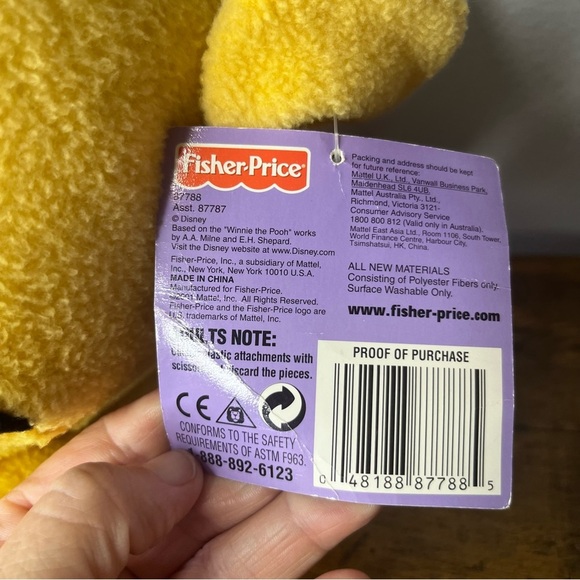 Fisher-Price
87788
Asst. 87787
© Disney
Based on the "Winnie the Pooh" works
by A.A. Milne and E.H. Shepard.
Visit the Disney website at www.Disney.com
Fisher-Price, Inc., a subsidiary of Mattel,
Inc., New York, New York 10010 U.S.A.
MADE IN CHINA
Manufactured for Fisher-Price.
©2001 Mattel, Inc. All Rights Reserved.
Fisher-Price and the Fisher-Price logo are
U.S. trademarks of Mattel, Inc.
Packing and address should be kept
for future reference:
Mattel U.K., Ltd., Vanwall Business Park,
Maidenhead SL6 4UB.
Mattel Australia Pty., Ltd.,
Richmond, Victoria 3121-
Consumer Advisory Service
1800 800 812 (Valid only in Australia).
Mattel East Asia Ltd., Room 1106, South Tower,
World Finance Centre, Harbour City,
Tsimshatsui, HK, China.
ALL NEW MATERIALS
Consisting of Polyester Fibers only.
Surface Washable Only.
www.fisher-price.com
NOTE:
plastic attachments with
discard the pieces.
CE
CONFORMS TO THE SAFETY
REQUIREMENTS OF ASTM F963.
1-888-892-6123
PROOF OF PURCHASE
0 48188 87788 5